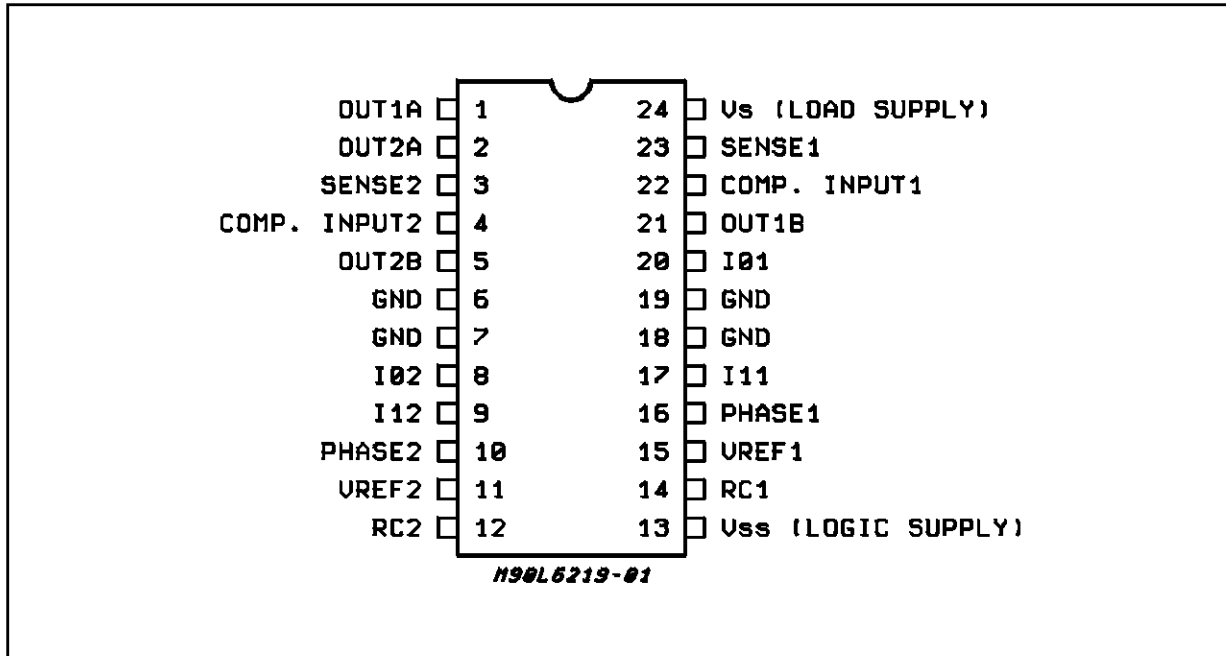 OUT1A 1 24 Vs (LOAD SUPPLY)
OUT2A 2 23 SENSE1
SENSE2 3 22 COMP. INPUT1
COMP. INPUT2 4 21 OUT1B
OUT2B 5 20 I01
GND 6 19 GND
GND 7 18 GND
I02 8 17 I11
I12 9 16 PHASE1
PHASE2 10 15 VREF1
VREF2 11 14 RC1
RC2 12 13 Vss (LOGIC SUPPLY)
M90L6219-01